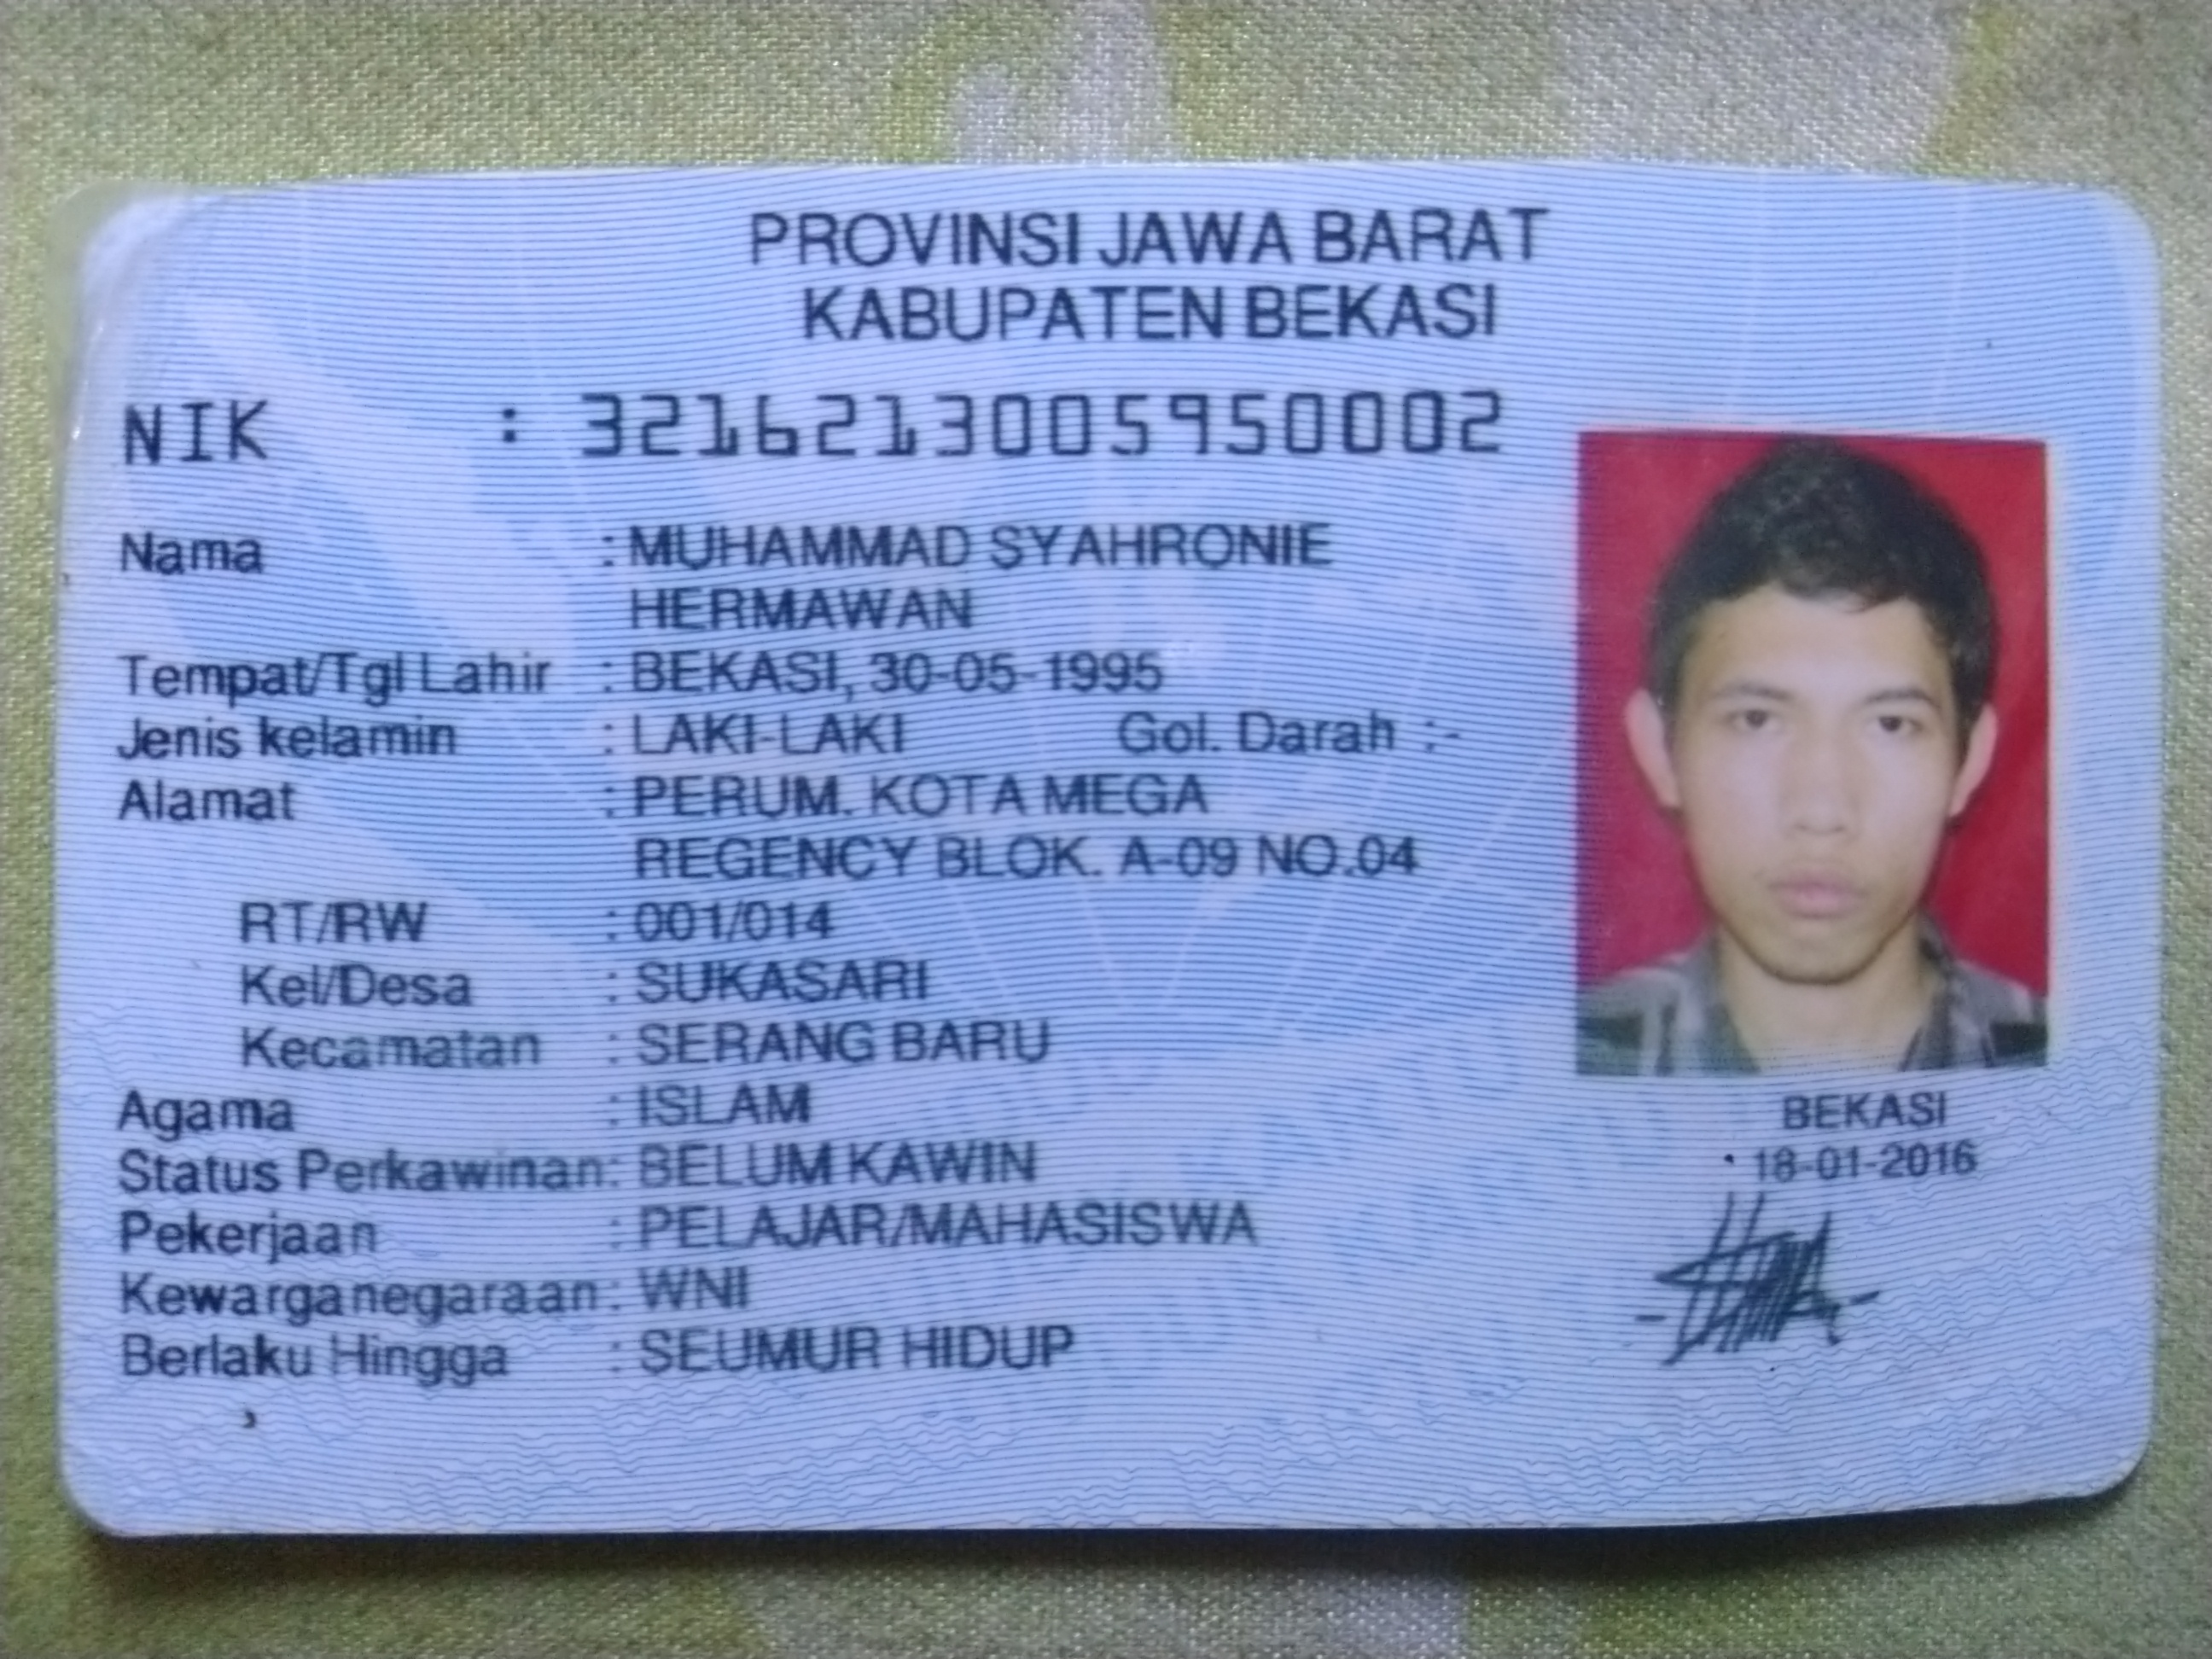 PROVINSI JAWA BARAT
KABUPATEN BEKASI
NIK : 3216213005950002
Nama : MUHAMMAD SYAHRONIE
HERMAWAN
Tempat/Tgl Lahir : BEKASI, 30-05-1995
Jenis kelamin : LAKI-LAKI Gol. Darah :-
Alamat : PERUM. KOTA MEGA
REGENCY BLOK. A-09 NO.04
RT/RW : 001/014
Kel/Desa : SUKASARI
Kecamatan : SERANG BARU
Agama : ISLAM
Status Perkawinan: BELUM KAWIN
Pekerjaan : PELAJAR/MAHASISWA
Kewarganegaraan: WNI
Berlaku Hingga : SEUMUR HIDUP
BEKASI
18-01-2016